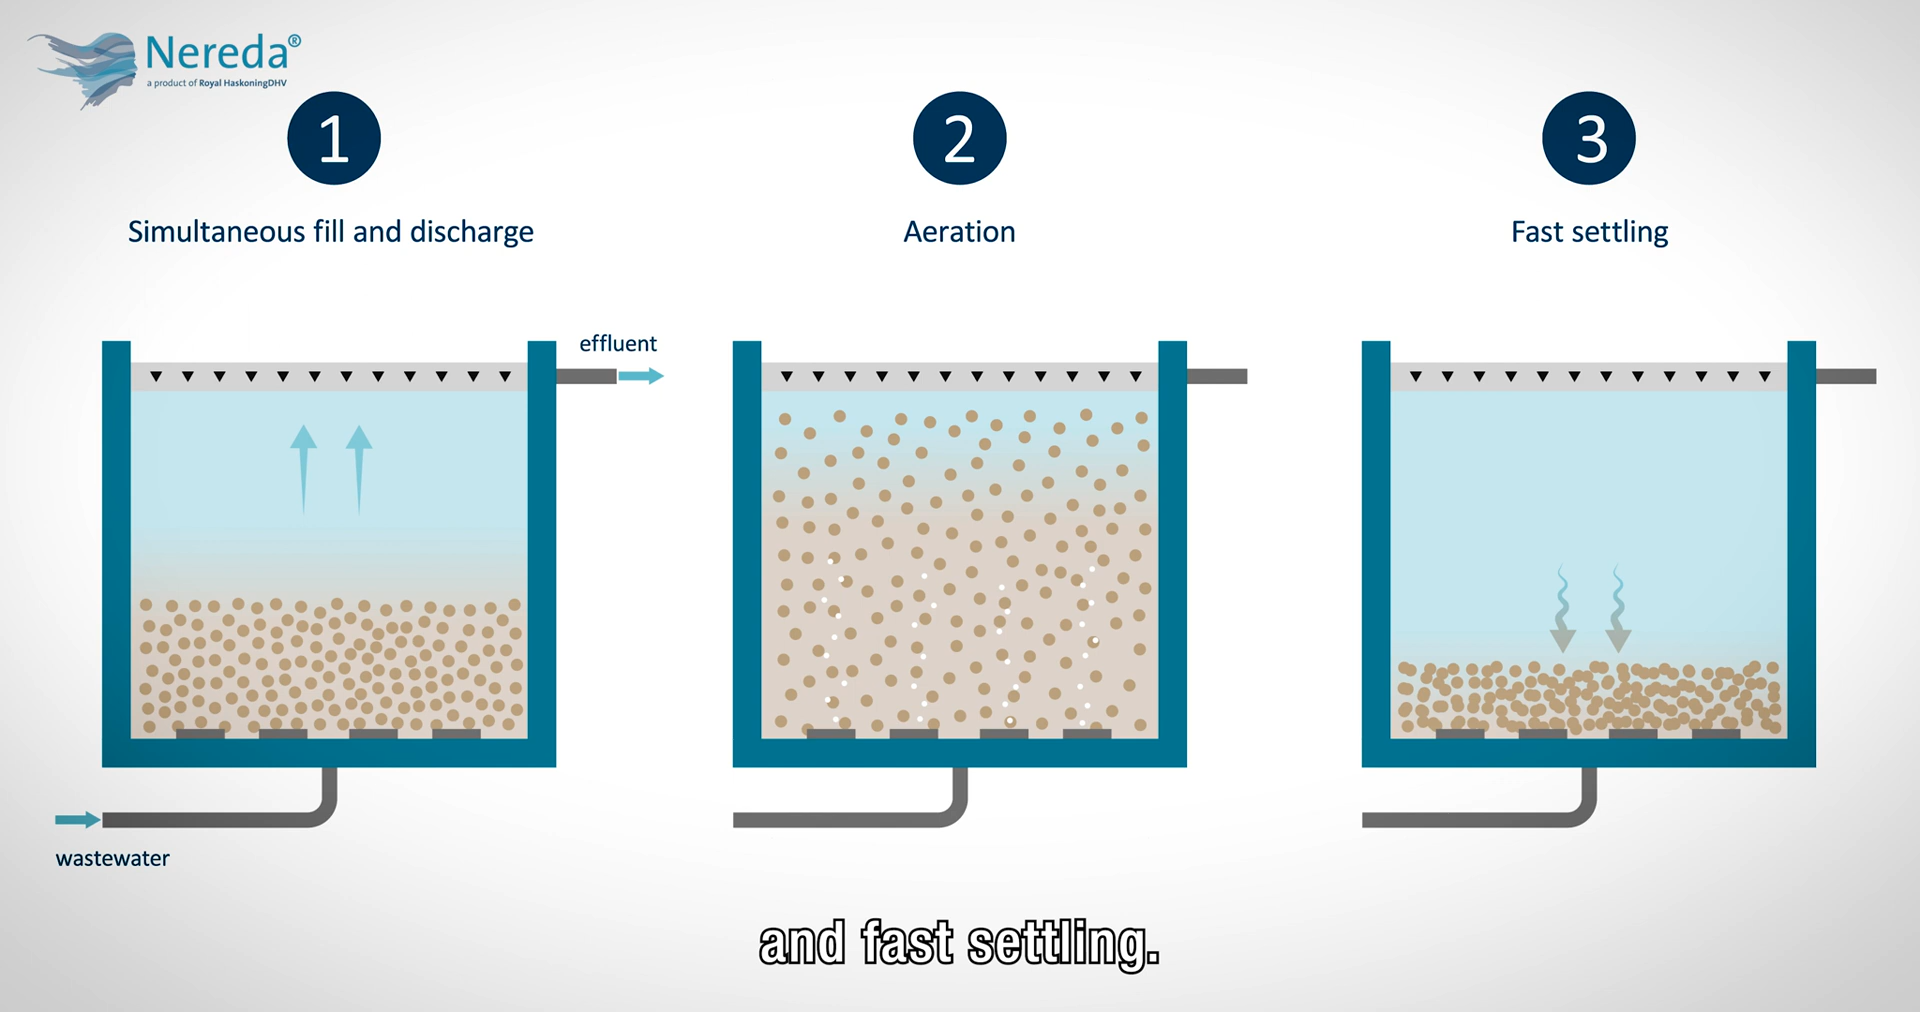 Nereda®
a product of Royal HaskoningDHV
1
2
3
Simultaneous fill and discharge
Aeration
Fast settling
effluent
wastewater
and fast settling.